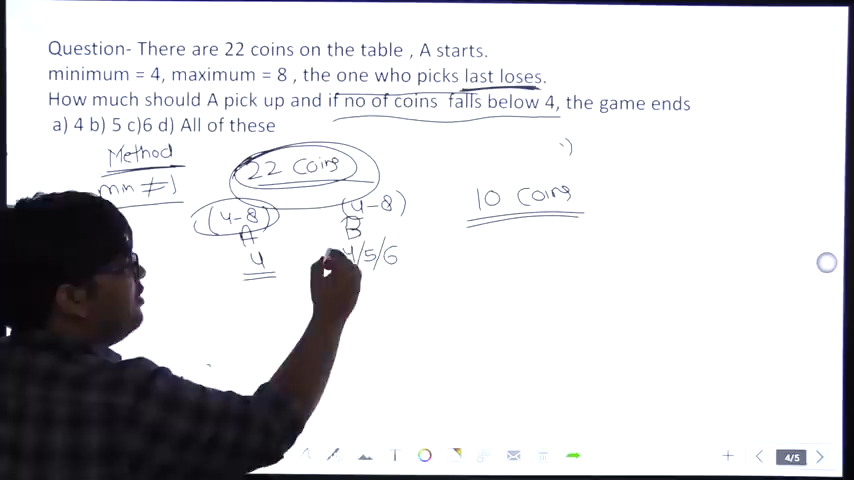 Question- There are 22 coins on the table , A starts.
minimum = 4, maximum = 8 , the one who picks last loses.
How much should A pick up and if no of coins falls below 4, the game ends
a) 4 b) 5 c)6 d) All of these
Method
min ≠ 1
22 coins
(4-8)
A
4
(4-8)
B
4/5/6
10 coins
4/5